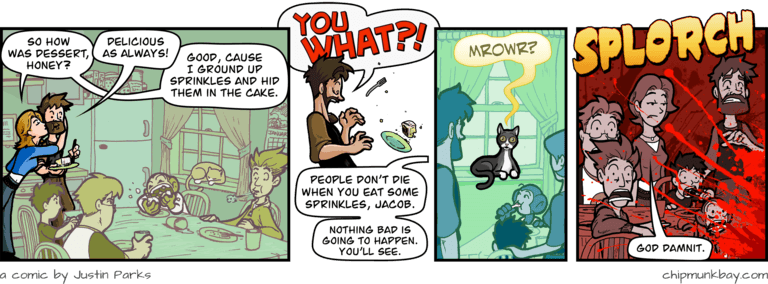 SO HOW
WAS DESSERT,
HONEY?
DELICIOUS
AS ALWAYS!
GOOD, CAUSE
I GROUND UP
SPRINKLES AND HID
THEM IN THE CAKE.
YOU
WHAT?!
PEOPLE DON'T DIE
WHEN YOU EAT SOME
SPRINKLES, JACOB.
NOTHING BAD IS
GOING TO HAPPEN.
YOU'LL SEE.
MROWR?
SPLORCH
GOD DAMNIT.
a comic by Justin Parks
chipmunkbay.com